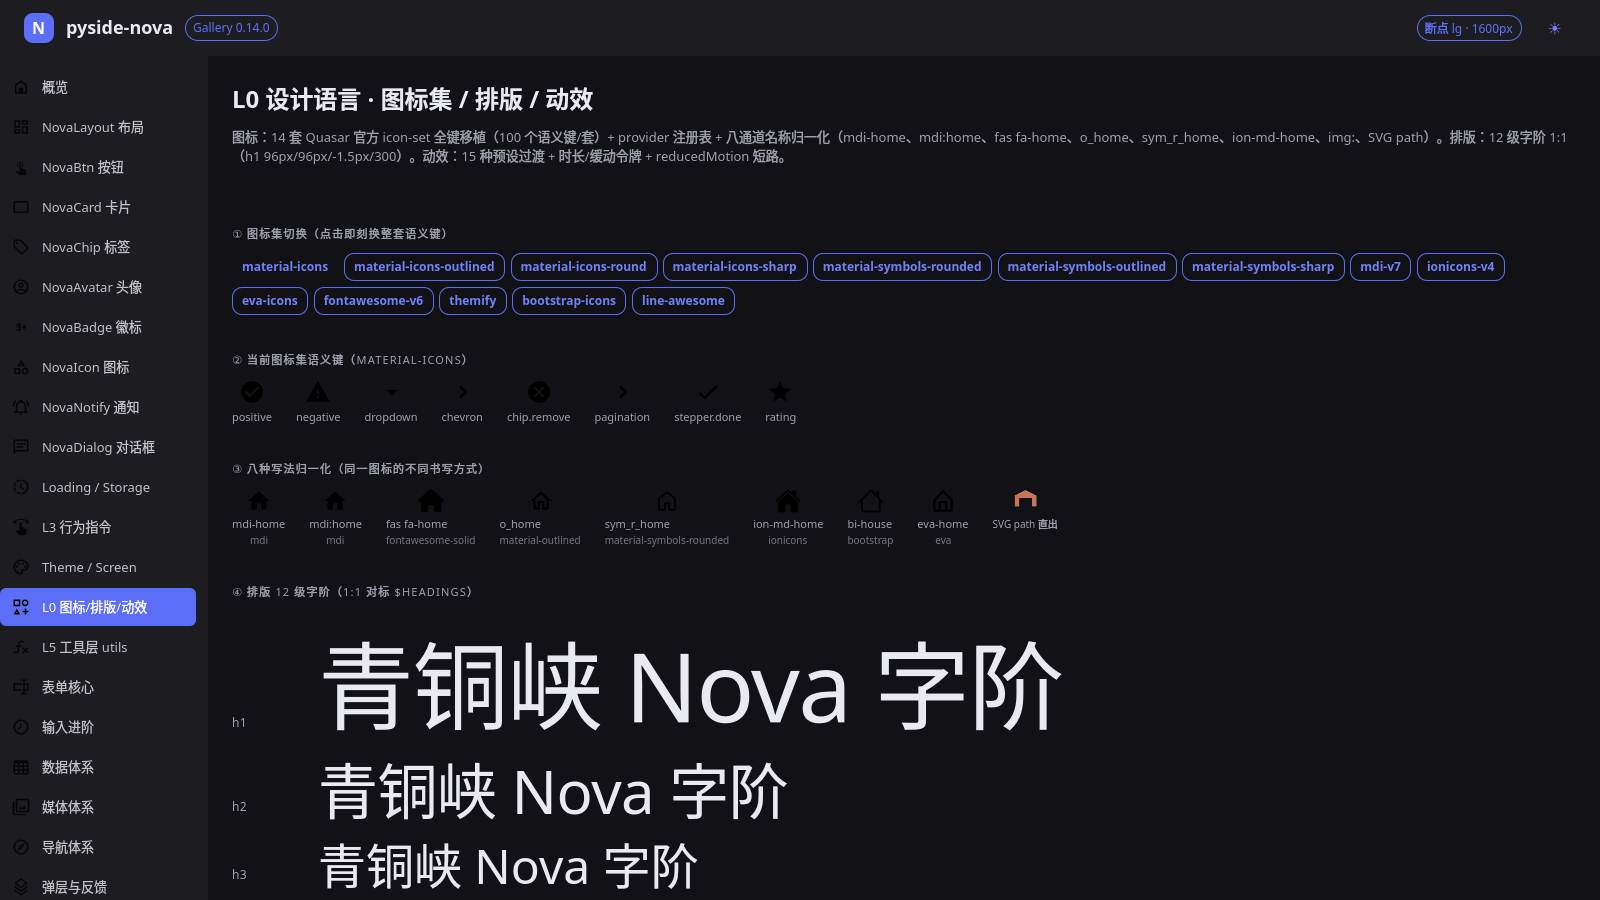 N pyside-nova Gallery 0.14.0
断点 lg · 1600px
概览
NovaLayout 布局
NovaBtn 按钮
NovaCard 卡片
NovaChip 标签
NovaAvatar 头像
9+ NovaBadge 徽标
NovaIcon 图标
NovaNotify 通知
NovaDialog 对话框
Loading / Storage
L3 行为指令
Theme / Screen
L0 图标/排版/动效
L5 工具层 utils
表单核心
输入进阶
数据体系
媒体体系
导航体系
弹层与反馈
L0 设计语言 · 图标集 / 排版 / 动效
图标：14 套 Quasar 官方 icon-set 全键移植（100 个语义键/套）+ provider 注册表 + 八通道名称归一化（mdi-home、mdi:home、fas fa-home、o_home、sym_r_home、ion-md-home、img:、SVG path）。排版：12 级字阶 1:1
（h1 96px/96px/-1.5px/300）。动效：15 种预设过渡 + 时长/缓动令牌 + reducedMotion 短路。
① 图标集切换（点击即刻换整套语义键）
material-icons material-icons-outlined material-icons-round material-icons-sharp material-symbols-rounded material-symbols-outlined material-symbols-sharp mdi-v7 ionicons-v4
eva-icons fontawesome-v6 themify bootstrap-icons line-awesome
② 当前图标集语义键（MATERIAL-ICONS）
positive negative dropdown chevron chip.remove pagination stepper.done rating
③ 八种写法归一化（同一图标的不同书写方式）
mdi-home mdi:home fas fa-home o_home sym_r_home ion-md-home bi-house eva-home SVG path 直出
mdi mdi fontawesome-solid material-outlined material-symbols-rounded ionicons bootstrap eva
④ 排版 12 级字阶（1:1 对标 $HEADINGS）
h1 青铜峡 Nova 字阶
h2 青铜峡 Nova 字阶
h3 青铜峡 Nova 字阶